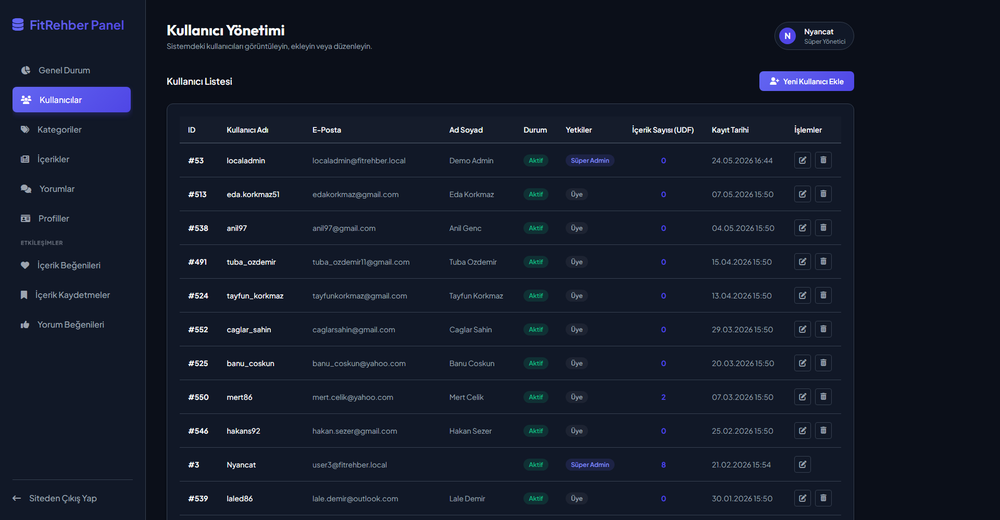 FitRehber Panel
Genel Durum
Kullanıcılar
Kategoriler
İçerikler
Yorumlar
Profiller
ETKİLEŞİMLER
İçerik Beğenileri
İçerik Kaydetmeler
Yorum Beğenileri
Siteden Çıkış Yap
Kullanıcı Yönetimi
Sistemdeki kullanıcıları görüntüleyin, ekleyin veya düzenleyin.
N
Nyancat
Süper Yönetici
Kullanıcı Listesi
Yeni Kullanıcı Ekle
ID Kullanıcı Adı E-Posta Ad Soyad Durum Yetkiler İçerik Sayısı (UDF) Kayıt Tarihi İşlemler
#53 localadmin localadmin@fitrehber.local Demo Admin Aktif Süper Admin 0 24.05.2026 16:44
#513 eda.korkmaz51 edakorkmaz@gmail.com Eda Korkmaz Aktif Üye 0 07.05.2026 15:50
#538 anil97 anil97@gmail.com Anil Genc Aktif Üye 0 04.05.2026 15:50
#491 tuba_ozdemir tuba_ozdemir11@gmail.com Tuba Ozdemir Aktif Üye 0 15.04.2026 15:50
#524 tayfun_korkmaz tayfunkorkmaz@gmail.com Tayfun Korkmaz Aktif Üye 0 13.04.2026 15:50
#552 caglar_sahin caglarsahin@gmail.com Caglar Sahin Aktif Üye 0 29.03.2026 15:50
#525 banu_coskun banu_coskun@yahoo.com Banu Coskun Aktif Üye 0 20.03.2026 15:50
#550 mert86 mert.celik@yahoo.com Mert Celik Aktif Üye 2 07.03.2026 15:50
#546 hakans92 hakan.sezer@gmail.com Hakan Sezer Aktif Üye 0 25.02.2026 15:50
#3 Nyancat user3@fitrehber.local Aktif Süper Admin 8 21.02.2026 15:54
#539 laled86 lale.demir@outlook.com Lale Demir Aktif Üye 0 30.01.2026 15:50